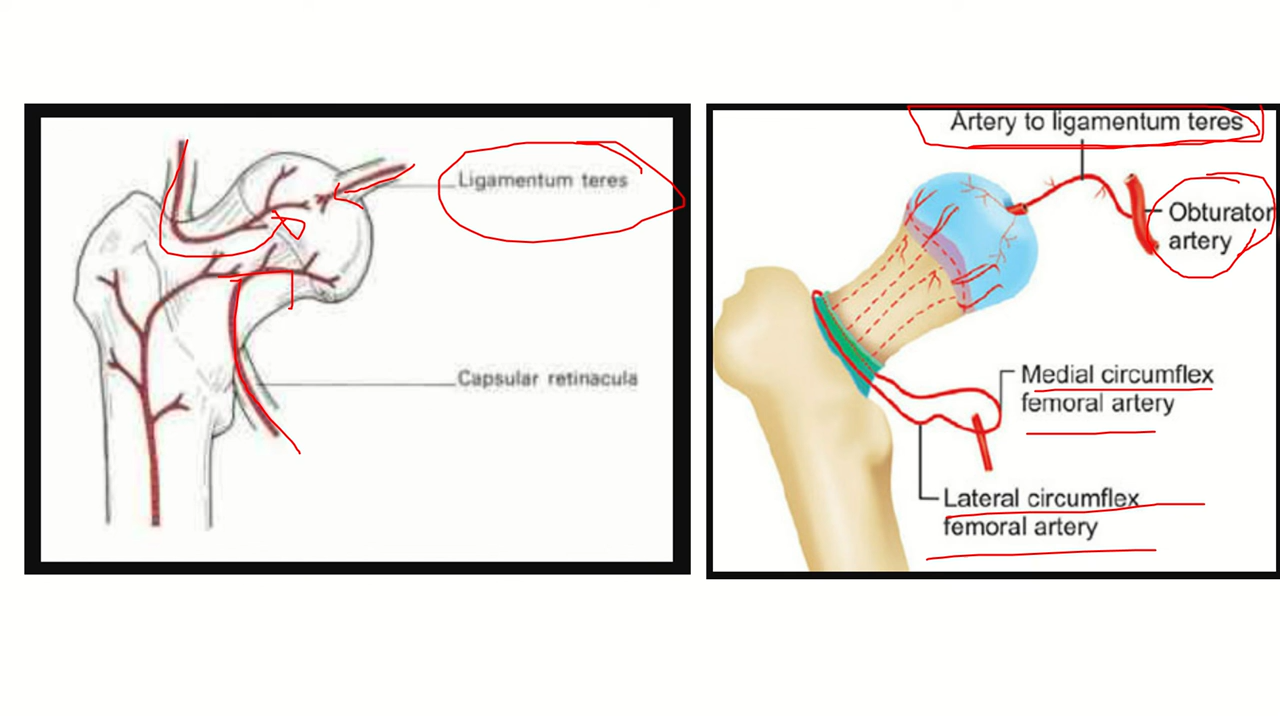 Ligamentum teres
Capsular retinacula
Artery to ligamentum teres
Obturator
artery
Medial circumflex
femoral artery
Lateral circumflex
femoral artery